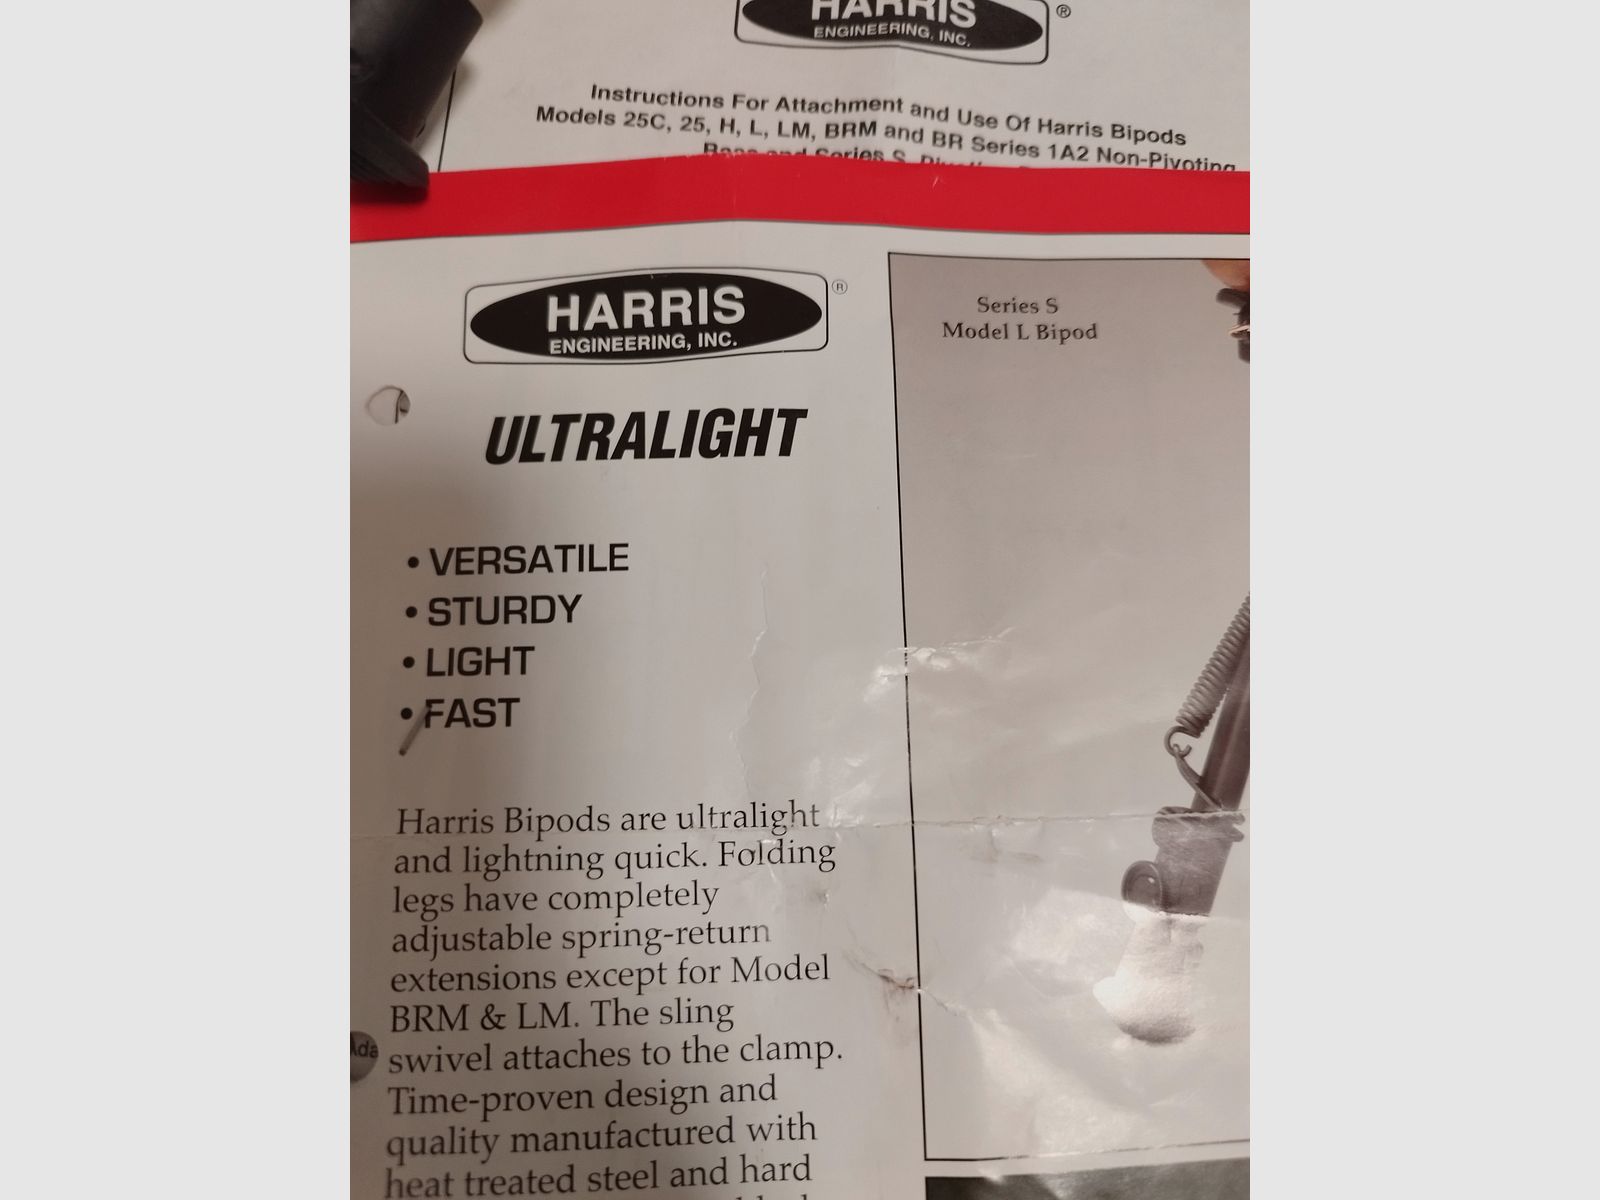 HARRIS
ENGINEERING, INC.
®
Instructions For Attachment and Use Of Harris Bipods
Models 25C, 25, H, L, LM, BRM and BR Series 1A2 Non-Pivoting
Series S
HARRIS
ENGINEERING, INC.
®
ULTRALIGHT
• VERSATILE
• STURDY
• LIGHT
• FAST
Harris Bipods are ultralight
and lightning quick. Folding
legs have completely
adjustable spring-return
extensions except for Model
BRM & LM. The sling
swivel attaches to the clamp.
Time-proven design and
quality manufactured with
heat treated steel and hard
Series S
Model L Bipod